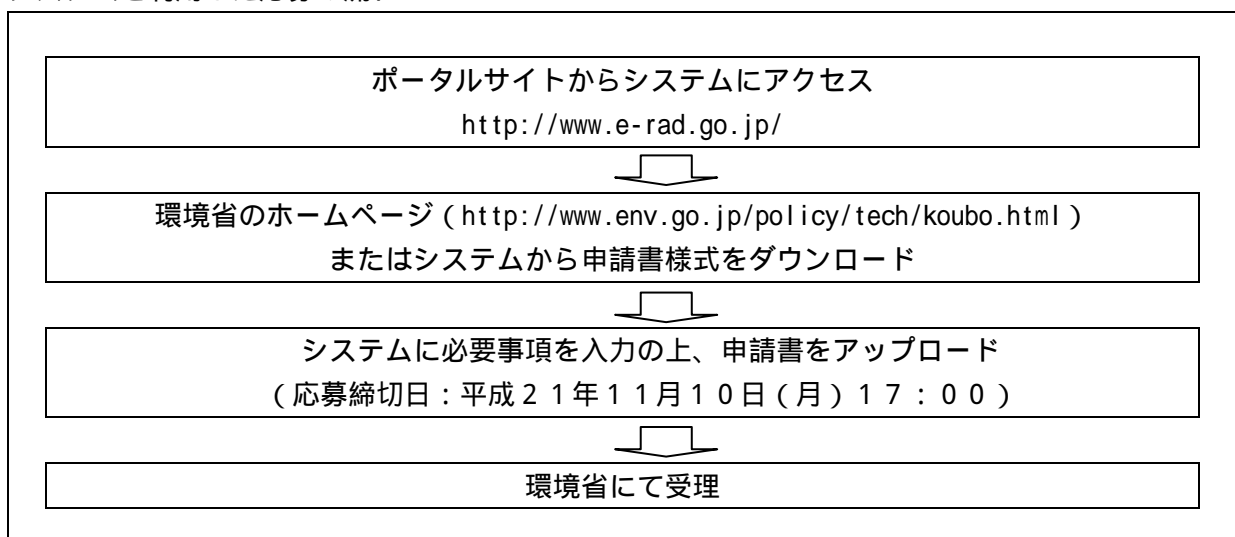 ポータルサイトからシステムにアクセス
http://www.e-rad.go.jp/
環境省のホームページ(http://www.env.go.jp/policy/tech/koubo.html)
またはシステムから申請書様式をダウンロード
システムに必要事項を入力の上、申請書をアップロード
(応募締切日:平成21年11月10日(月)17:00)
環境省にて受理